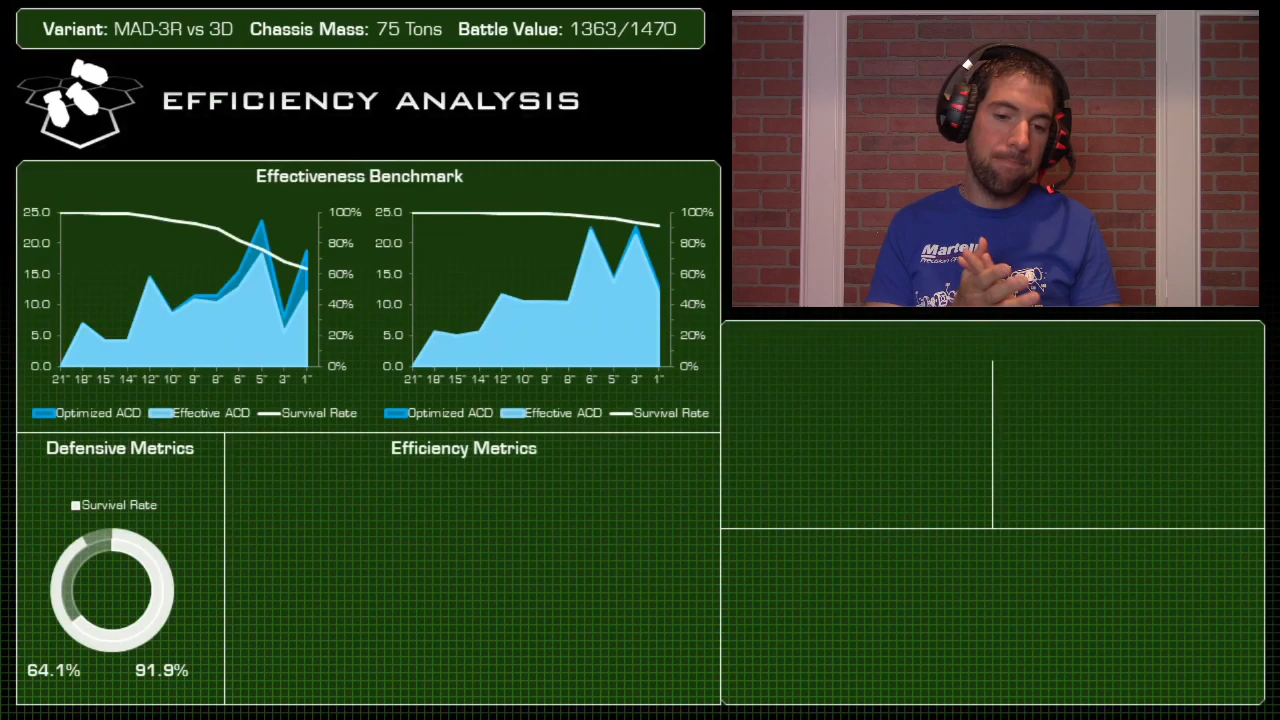 Variant: MAD-3R vs 3D Chassis Mass: 75 Tons Battle Value: 1363/1470
EFFICIENCY ANALYSIS
Effectiveness Benchmark
25.0
20.0
15.0
10.0
5.0
0.0
100%
80%
60%
40%
20%
0%
21" 18" 15" 14" 12" 10" 9" 8" 6" 5" 3" 1"
Optimized ACD Effective ACD Survival Rate
25.0
20.0
15.0
10.0
5.0
0.0
100%
80%
60%
40%
20%
0%
21" 18" 15" 14" 12" 10" 9" 8" 6" 5" 3" 1"
Optimized ACD Effective ACD Survival Rate
Defensive Metrics
Survival Rate
64.1% 91.9%
Efficiency Metrics